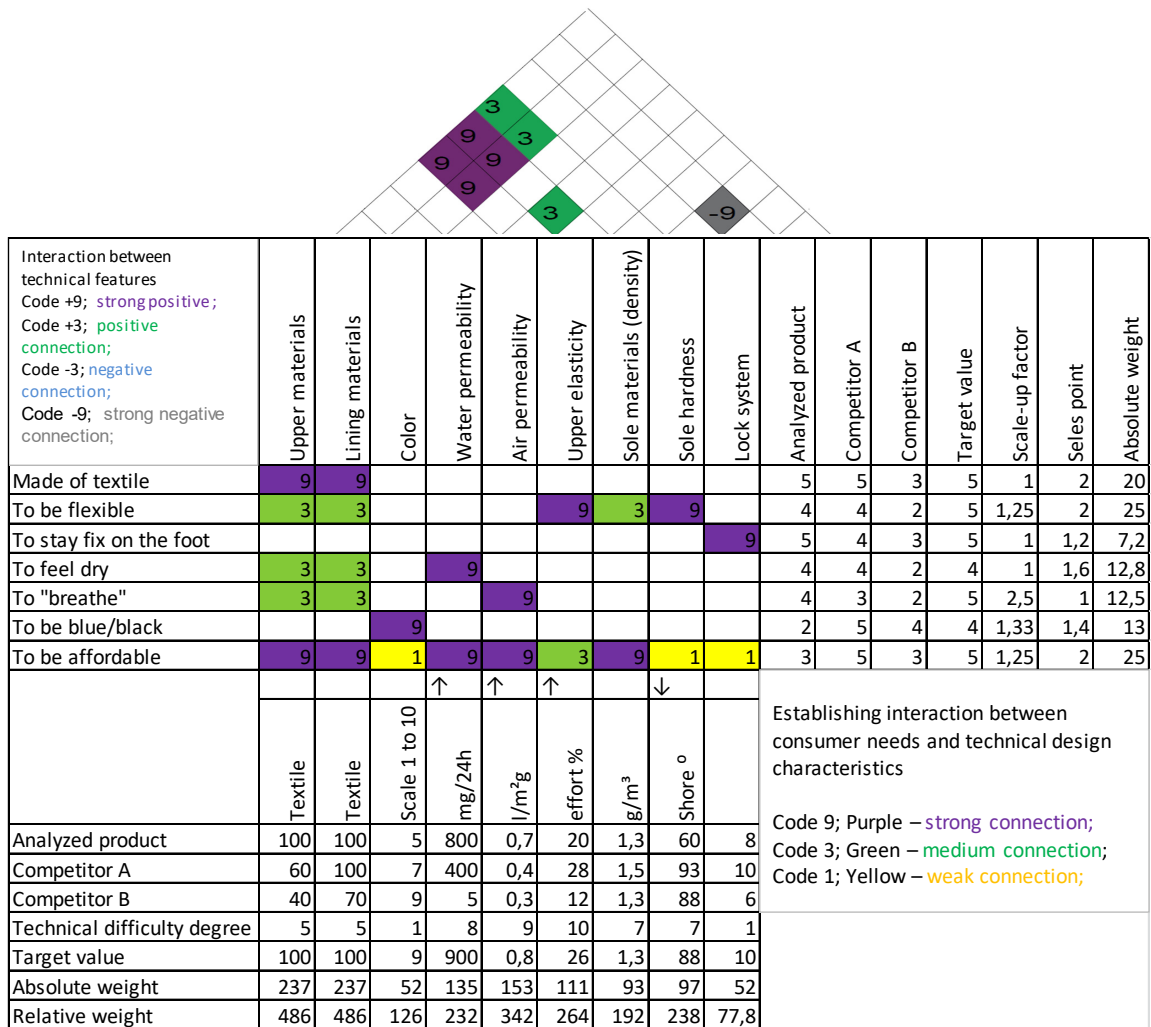 3
9
3
9
9
9
3
-9
Interaction between
technical features
Code +9; strong positive;
Code +3; positive
connection;
Code -3; negative
connection;
Code -9; strong negative
connection;
Upper materials
Lining materials
Color
Water permeability
Air permeability
Upper elasticity
Sole materials (density)
Sole hardness
Lock system
Analyzed product
Competitor A
Competitor B
Target value
Scale-up factor
Seles point
Absolute weight
Made of textile 9 9 5 5 3 5 1 2 20
To be flexible 3 3 9 3 9 4 4 2 5 1,25 2 25
To stay fix on the foot 9 5 4 3 5 1 1,2 7,2
To feel dry 3 3 9 4 4 2 4 1 1,6 12,8
To "breathe" 3 3 9 4 3 2 5 2,5 1 12,5
To be blue/black 9 2 5 4 4 1,33 1,4 13
To be affordable 9 9 1 9 9 3 9 1 1 3 5 3 5 1,25 2 25
↑ ↑ ↑ ↓
Textile
Textile
Scale 1 to 10
mg/24h
l/m²g
effort %
g/m³
Shore º
Establishing interaction between
consumer needs and technical design
characteristics
Code 9; Purple – strong connection;
Code 3; Green – medium connection;
Code 1; Yellow – weak connection;
Analyzed product 100 100 5 800 0,7 20 1,3 60 8
Competitor A 60 100 7 400 0,4 28 1,5 93 10
Competitor B 40 70 9 5 0,3 12 1,3 88 6
Technical difficulty degree 5 5 1 8 9 10 7 7 1
Target value 100 100 9 900 0,8 26 1,3 88 10
Absolute weight 237 237 52 135 153 111 93 97 52
Relative weight 486 486 126 232 342 264 192 238 77,8